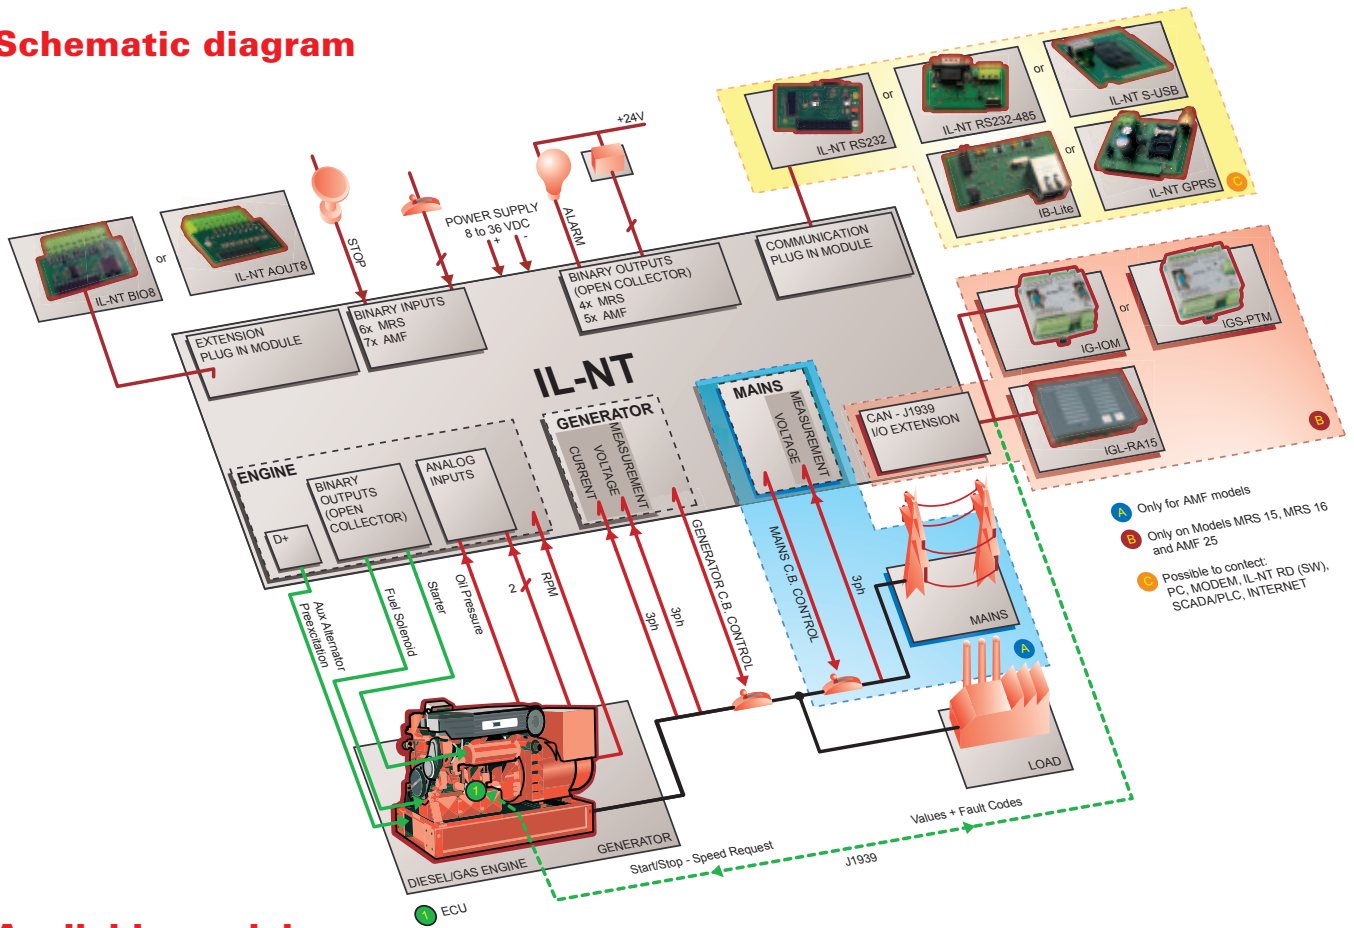 Schematic diagram
+24V
IL-NT RS232
or
IL-NT RS232-485
or
IL-NT S-USB
IB-Lite
or
IL-NT GPRS
C
IL-NT BIO8
or
IL-NT AOUT8
STOP
POWER SUPPLY
8 to 36 VDC
+ -
ALARM
EXTENSION
PLUG IN MODULE
BINARY INPUTS
6x MRS
7x AMF
BINARY OUTPUTS
(OPEN COLLECTOR)
4x MRS
5x AMF
COMMUNICATION
PLUG IN MODULE
IG-IOM
or
IGS-PTM
IGL-RA15
B
IL-NT
ENGINE
D+
BINARY
OUTPUTS
(OPEN
COLLECTOR)
ANALOG
INPUTS
GENERATOR
CURRENT
VOLTAGE
MEASUREMENT
MAINS
VOLTAGE
MEASUREMENT
CAN - J1939
I/O EXTENSION
Aux Alternator
Preexcitation
Fuel Solenoid
Starter
Oil Pressure
2
RPM
3ph
3ph
GENERATOR C.B. CONTROL
MAINS C.B. CONTROL
3ph
MAINS
A
LOAD
A Only for AMF models
B Only on Models MRS 15, MRS 16
and AMF 25
C Possible to contect:
PC, MODEM, IL-NT RD (SW),
SCADA/PLC, INTERNET
1
DIESEL/GAS ENGINE
GENERATOR
Start/Stop - Speed Request
Values + Fault Codes
J1939
1 ECU